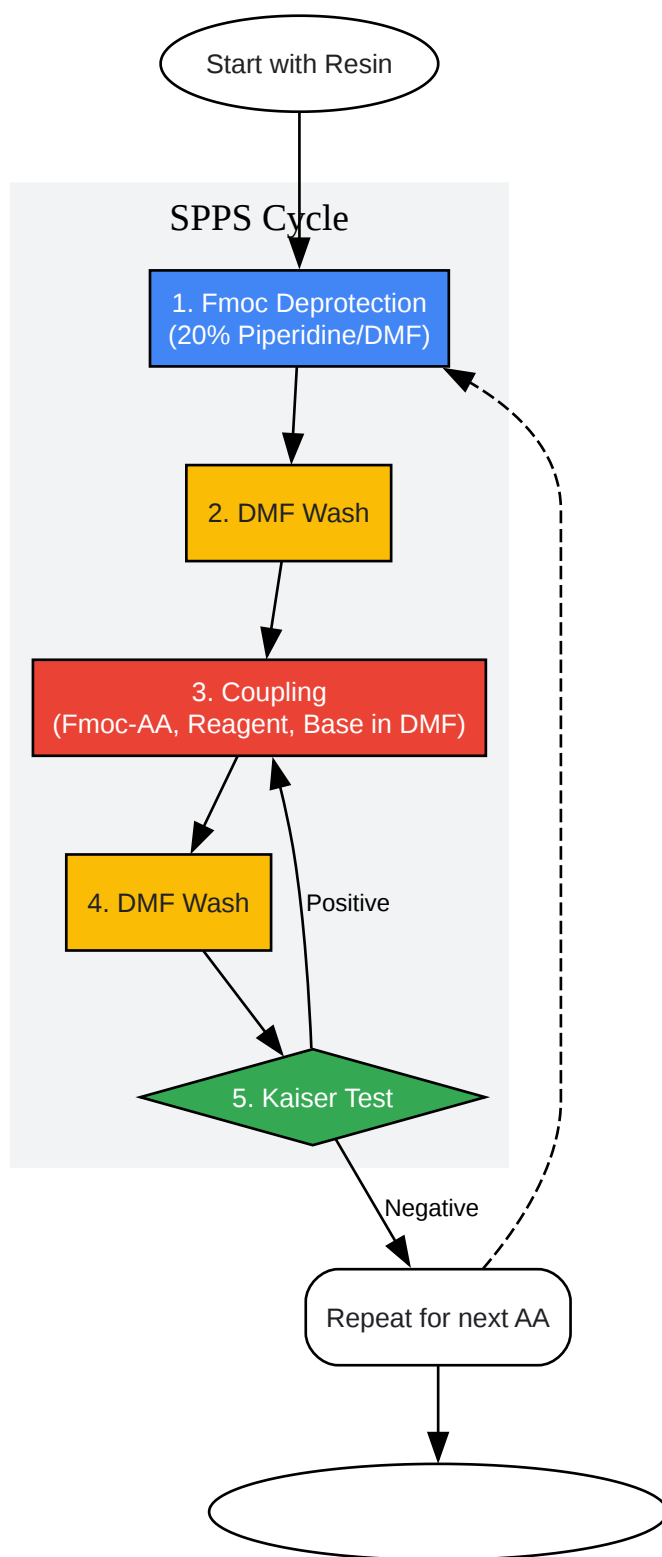 Start with Resin
SPPS Cycle
1. Fmoc Deprotection
(20% Piperidine/DMF)
2. DMF Wash
3. Coupling
(Fmoc-AA, Reagent, Base in DMF)
4. DMF Wash
Positive
5. Kaiser Test
Negative
Repeat for next AA